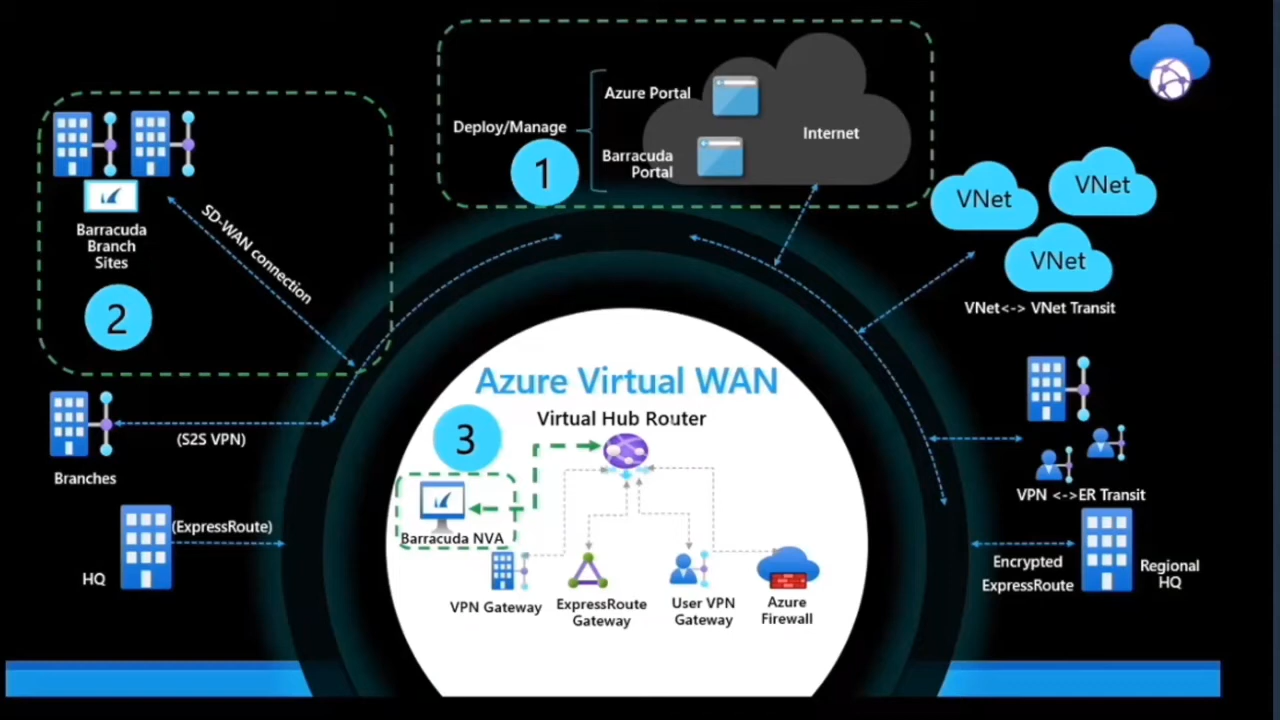 Azure Portal
Deploy/Manage
Internet
Barracuda
Portal
1
VNet
VNet
VNet
VNet<-> VNet Transit
SD-WAN connection
Barracuda
Branch
Sites
2
Azure Virtual WAN
Virtual Hub Router
3
(S2S VPN)
Branches
(ExpressRoute)
HQ
Barracuda NVA
VPN Gateway
ExpressRoute
Gateway
User VPN
Gateway
Azure
Firewall
VPN <->ER Transit
Encrypted
ExpressRoute
Regional
HQ